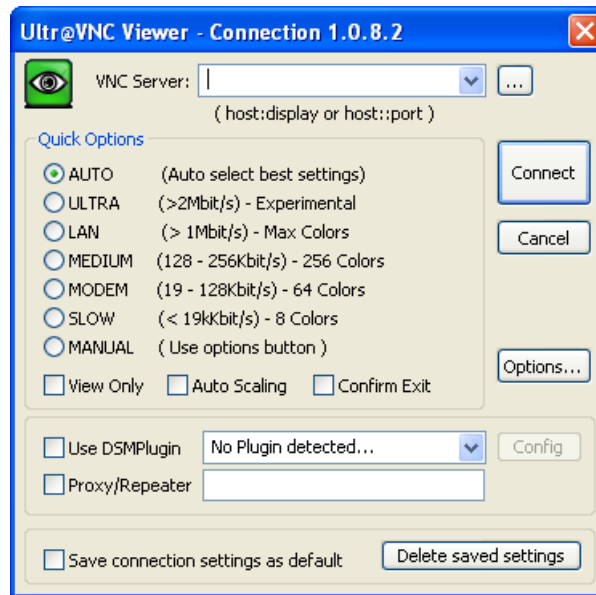 Ultr@VNC Viewer - Connection 1.0.8.2
VNC Server:
...
( host:display or host::port )
Quick Options
AUTO (Auto select best settings)
ULTRA (>2Mbit/s) - Experimental
LAN (> 1Mbit/s) - Max Colors
MEDIUM (128 - 256Kbit/s) - 256 Colors
MODEM (19 - 128Kbit/s) - 64 Colors
SLOW (< 19kKbit/s) - 8 Colors
MANUAL ( Use options button )
View Only Auto Scaling Confirm Exit
Connect
Cancel
Options...
Use DSMPlugin No Plugin detected... Config
Proxy/Repeater
Save connection settings as default Delete saved settings